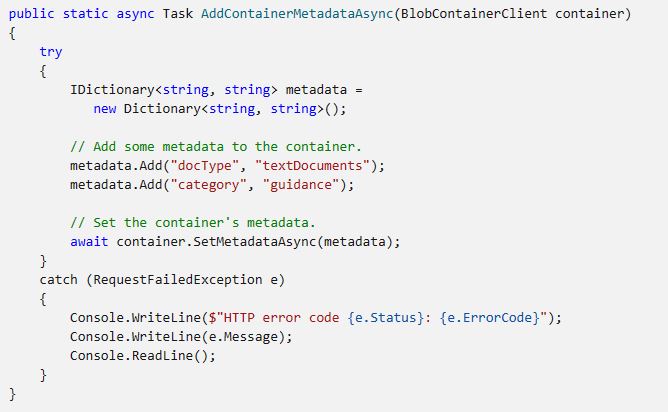 public static async Task AddContainerMetadataAsync(BlobContainerClient container)
{
    try
    {
        IDictionary<string, string> metadata =
           new Dictionary<string, string>();

        // Add some metadata to the container.
        metadata.Add("docType", "textDocuments");
        metadata.Add("category", "guidance");

        // Set the container's metadata.
        await container.SetMetadataAsync(metadata);
    }
    catch (RequestFailedException e)
    {
        Console.WriteLine($"HTTP error code {e.Status}: {e.ErrorCode}");
        Console.WriteLine(e.Message);
        Console.ReadLine();
    }
}